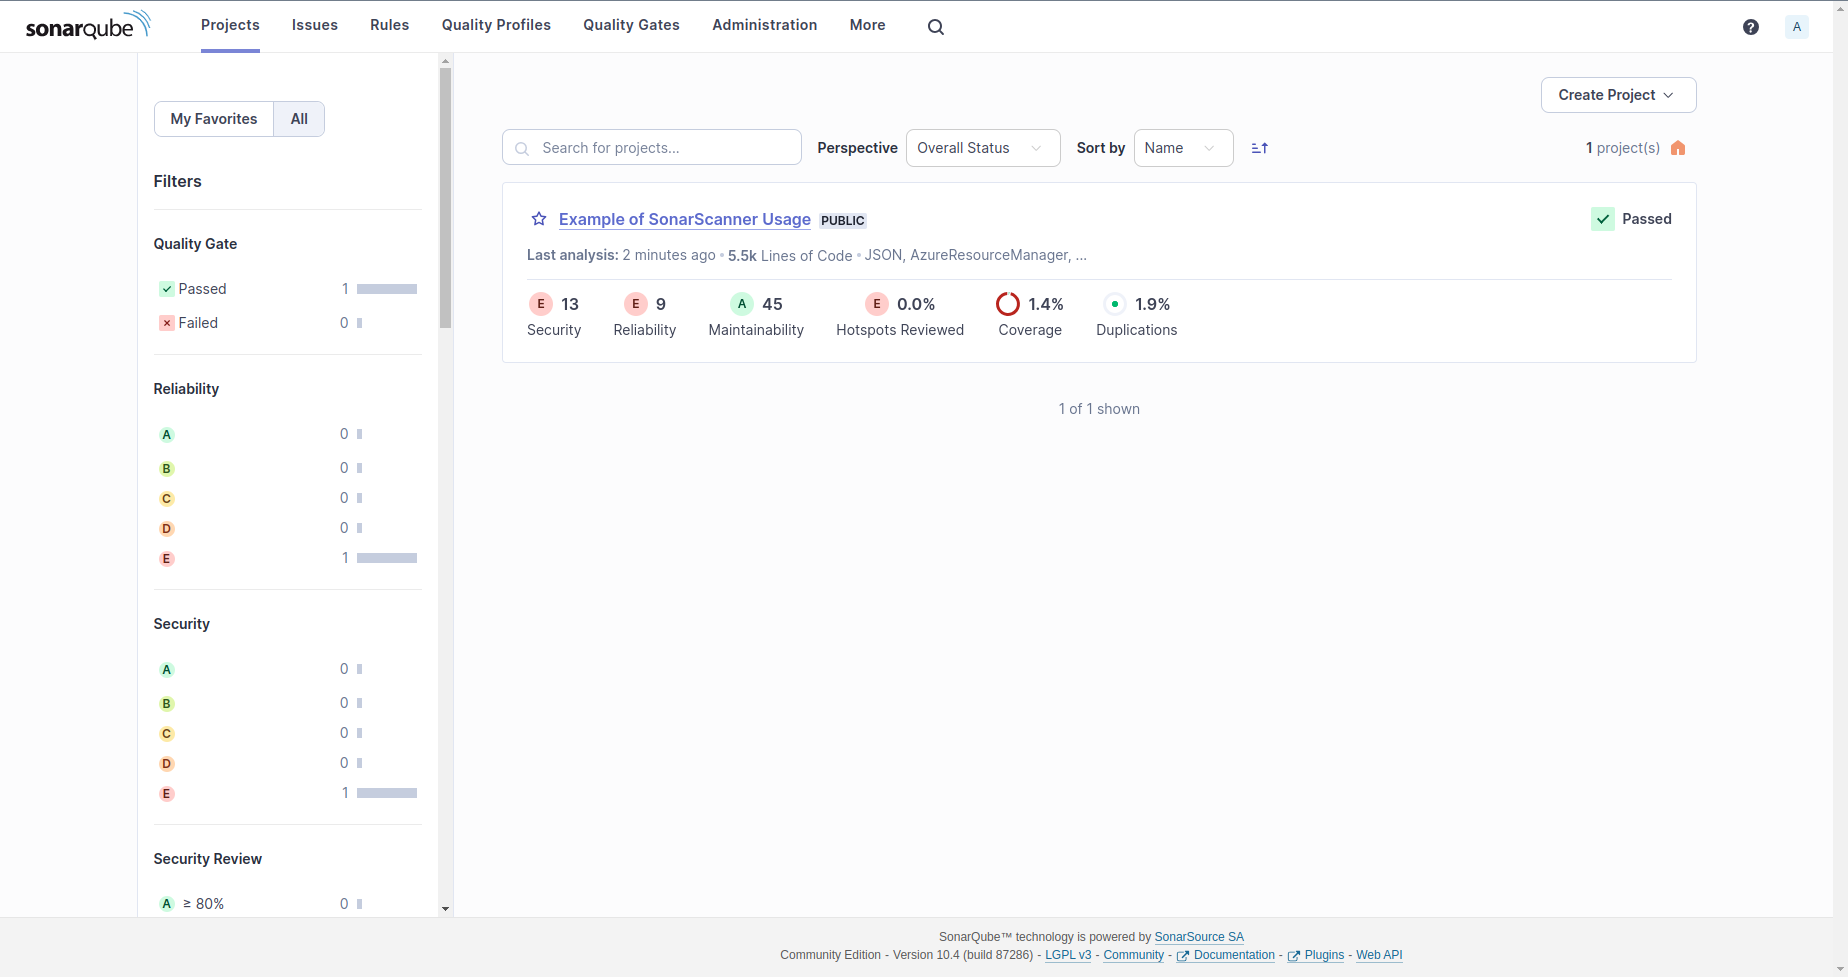 sonarqube Projects Issues Rules Quality Profiles Quality Gates Administration More ? A
Create Project
My Favorites All
Search for projects... Perspective Overall Status Sort by Name 1 project(s)
Filters
Quality Gate
Passed 1
Failed 0
Reliability
A 0
B 0
C 0
D 0
E 1
Security
A 0
B 0
C 0
D 0
E 1
Security Review
A ≥ 80% 0
Example of SonarScanner Usage PUBLIC Passed
Last analysis: 2 minutes ago • 5.5k Lines of Code • JSON, AzureResourceManager, ...
E 13 E 9 A 45 E 0.0% 1.4% 1.9%
Security Reliability Maintainability Hotspots Reviewed Coverage Duplications
1 of 1 shown
SonarQube™ technology is powered by SonarSource SA
Community Edition - Version 10.4 (build 87286) - LGPL v3 - Community - Documentation - Plugins - Web API